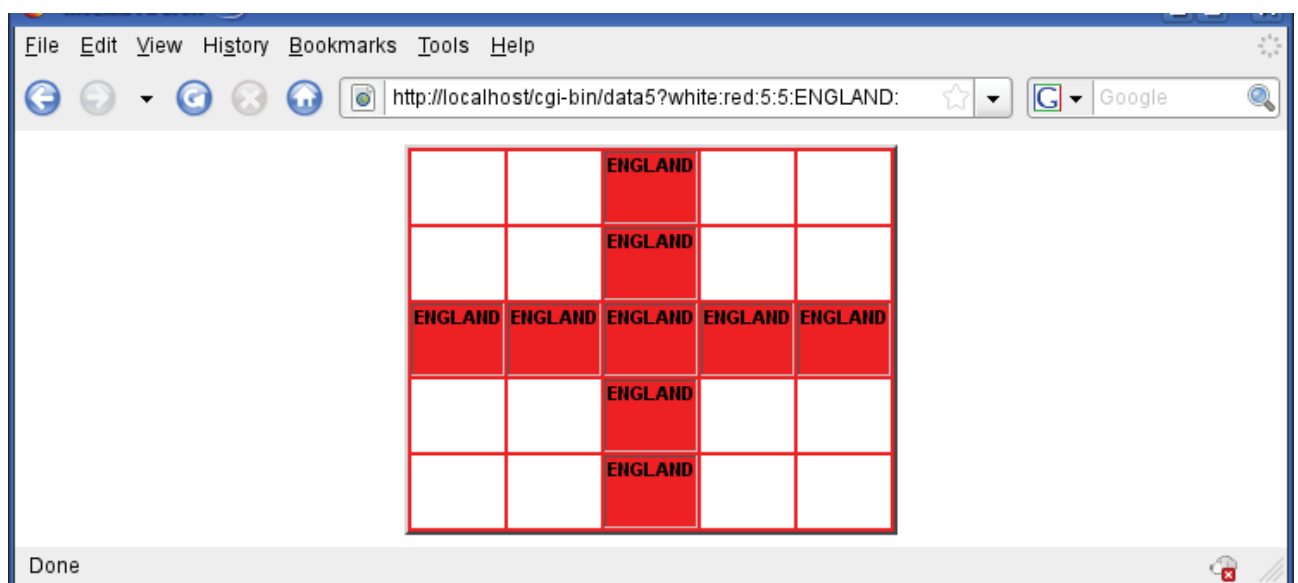 File Edit View History Bookmarks Tools Help
http://localhost/cgi-bin/data5?white:red:5:5:ENGLAND:
G Google
ENGLAND
ENGLAND
ENGLAND ENGLAND ENGLAND ENGLAND ENGLAND
ENGLAND
ENGLAND
Done